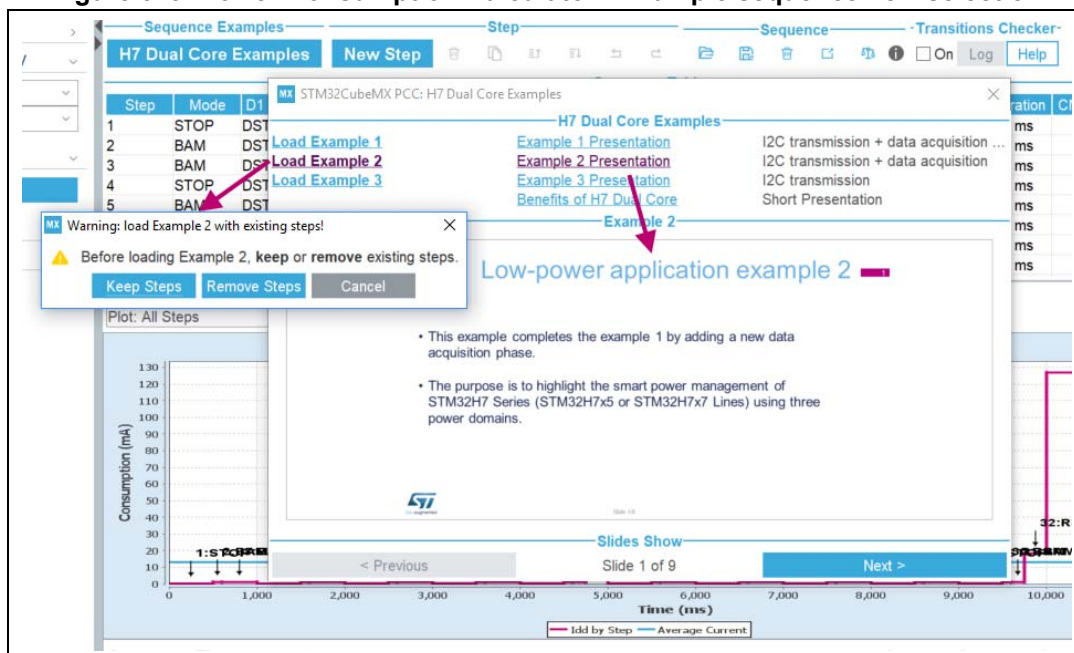 Sequence Examples
Step
Sequence
Transitions Checker
H7 Dual Core Examples
New Step
On
Log
Help
Step Mode D1
1 STOP DST
2 BAM DST
3 BAM DST
4 STOP DST
5 BAM DST
ms
ms
ms
ms
ms
ms
ms
ms
MX STM32CubeMX PCC: H7 Dual Core Examples
H7 Dual Core Examples
Load Example 1 Example 1 Presentation I2C transmission + data acquisition ...
Load Example 2 Example 2 Presentation I2C transmission + data acquisition
Load Example 3 Example 3 Presentation I2C transmission
Benefits of H7 Dual Core Short Presentation
Example 2
MX Warning: load Example 2 with existing steps!
Before loading Example 2, keep or remove existing steps.
Keep Steps Remove Steps Cancel
Low-power application example 2
1
• This example completes the example 1 by adding a new data
acquisition phase.
• The purpose is to highlight the smart power management of
STM32H7 Series (STM32H7x5 or STM32H7x7 Lines) using three
power domains.
ST
Slides Show
< Previous Slide 1 of 9 Next >
Plot: All Steps
Consumption (mA)
130
120
110
100
90
80
70
60
50
40
30
20
10
0
32:R
0 1,000 2,000 3,000 4,000 5,000 6,000 7,000 8,000 9,000 10,000
Time (ms)
Idd by Step Average Current